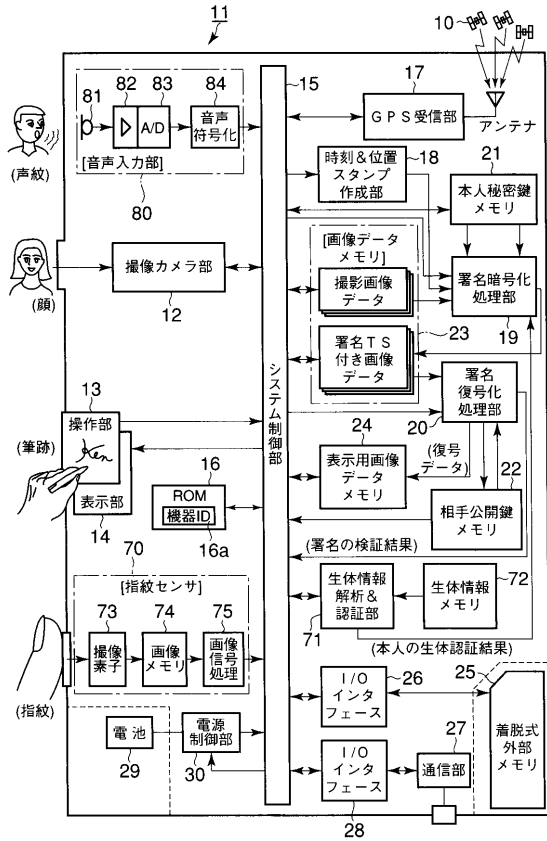 11
10
81
82
83
84
A/D
音声
符号化
[音声入力部]
80
(声紋)
15
17
GPS受信部
アンテナ
時刻&位置
スタンプ
作成部
18
21
本人秘密鍵
メモリ
撮像カメラ部
12
(顔)
[画像データ
メモリ]
撮影画像
データ
署名TS
付き画像
データ
23
署名暗号化
処理部
19
システム制御部
13
操作部
Ken
(筆跡)
表示部
14
署名
復号化
処理部
20
24
表示用画像
データ
メモリ
(復号
データ)
22
相手公開鍵
メモリ
16
ROM
機器ID
16a
(署名の検証結果)
70
[指紋センサ]
73
撮像
素子
74
画像
メモリ
75
画像
信号
処理
(指紋)
生体情報
解析&
認証部
71
生体情報
メモリ
72
(本人の生体認証結果)
I/O
インタ
フェース
26
25
着脱式
外部
メモリ
電池
29
電源
制御部
30
I/O
インタ
フェース
28
27
通信部